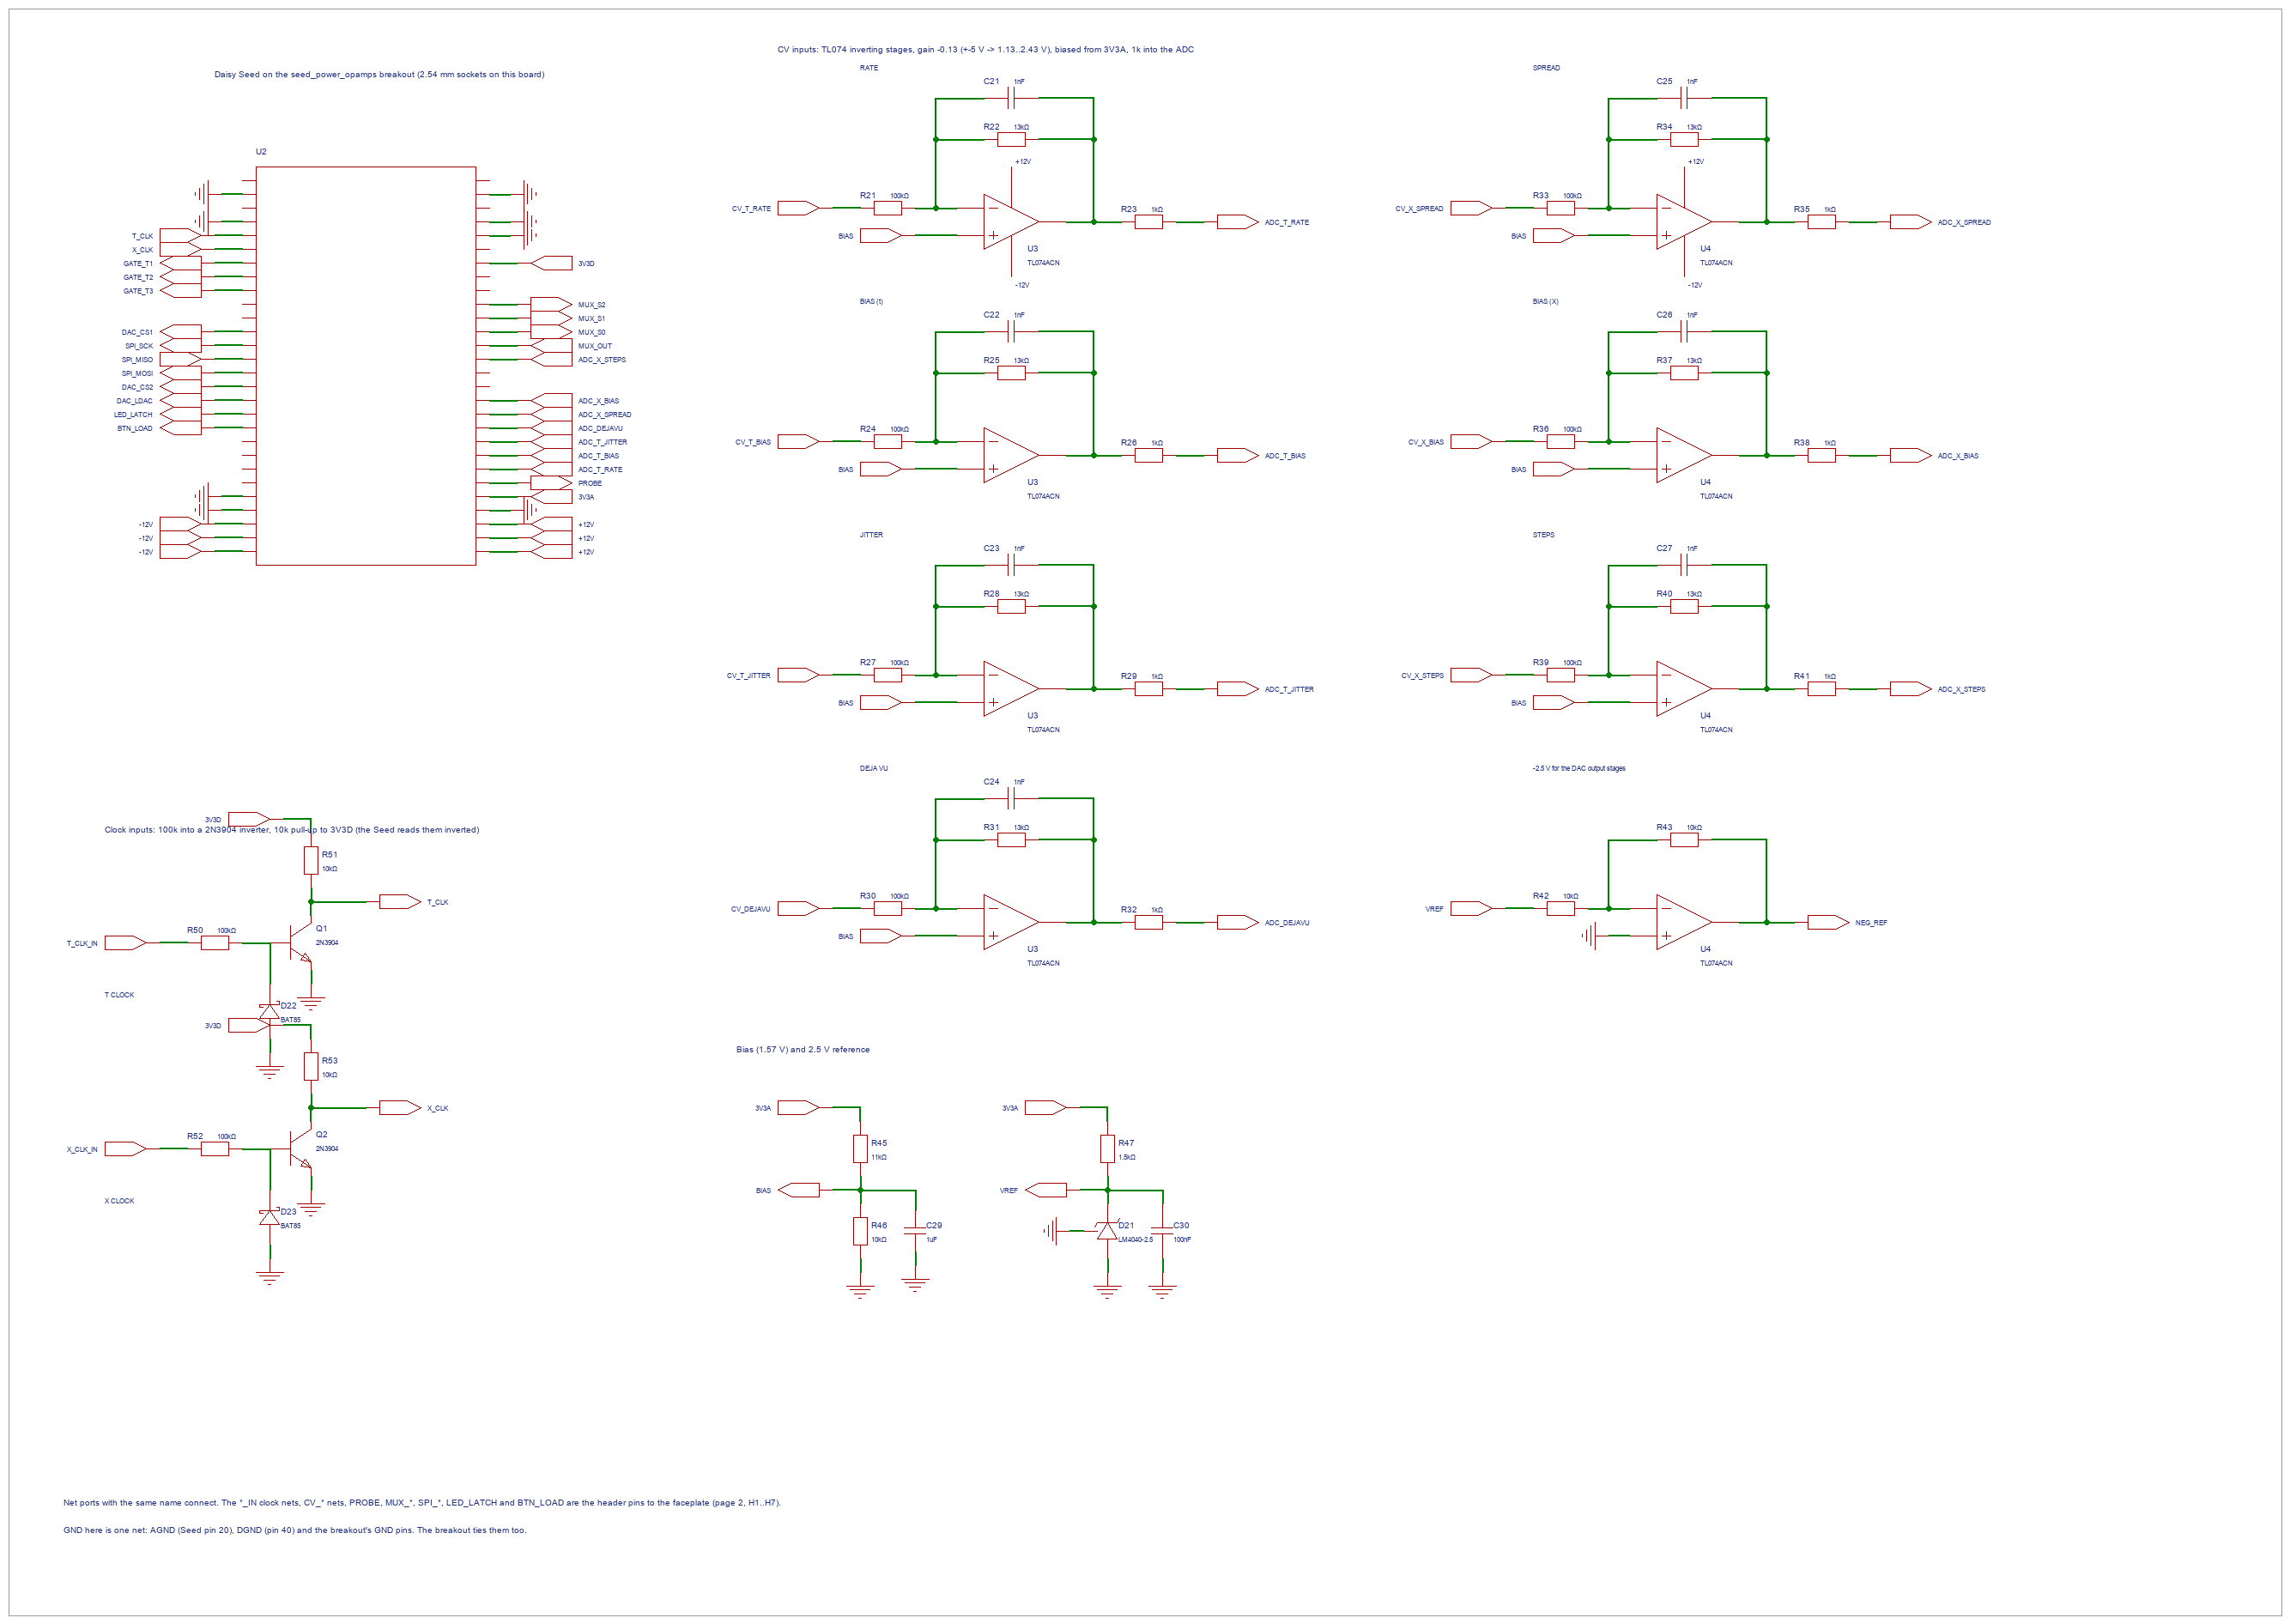 CV inputs: TL074 inverting stages, gain -0.13 (+-5 V -> 1.13..2.43 V), biased from 3V3A, 1k into the ADC
Daisy Seed on the seed_power_opamps breakout (2.54 mm sockets on this board)
U2
T_CLK
X_CLK
GATE_T1
GATE_T2
GATE_T3
DAC_CS1
SPI_SCK
SPI_MISO
SPI_MOSI
DAC_CS2
DAC_LDAC
LED_LATCH
BTN_LOAD
-12V
-12V
-12V
3V3D
MUX_S2
MUX_S1
MUX_S0
MUX_OUT
ADC_X_STEPS
ADC_X_BIAS
ADC_X_SPREAD
ADC_DEJAVU
ADC_T_JITTER
ADC_T_BIAS
ADC_T_RATE
PROBE
3V3A
+12V
+12V
+12V
RATE
C21 1nF
R22 13kΩ
+12V
R21 100kΩ
CV_T_RATE
BIAS
R23 1kΩ
ADC_T_RATE
U3
TL074ACN
-12V
SPREAD
C25 1nF
R34 13kΩ
+12V
R33 100kΩ
CV_X_SPREAD
BIAS
R35 1kΩ
ADC_X_SPREAD
U4
TL074ACN
-12V
BIAS (t)
C22 1nF
R25 13kΩ
R24 100kΩ
CV_T_BIAS
BIAS
R26 1kΩ
ADC_T_BIAS
U3
TL074ACN
BIAS (X)
C26 1nF
R37 13kΩ
R36 100kΩ
CV_X_BIAS
BIAS
R38 1kΩ
ADC_X_BIAS
U4
TL074ACN
JITTER
C23 1nF
R28 13kΩ
R27 100kΩ
CV_T_JITTER
BIAS
R29 1kΩ
ADC_T_JITTER
U3
TL074ACN
STEPS
C27 1nF
R40 13kΩ
R39 100kΩ
CV_X_STEPS
BIAS
R41 1kΩ
ADC_X_STEPS
U4
TL074ACN
DEJA VU
C24 1nF
R31 13kΩ
R30 100kΩ
CV_DEJAVU
BIAS
R32 1kΩ
ADC_DEJAVU
U3
TL074ACN
-2.5 V for the DAC output stages
R43 10kΩ
R42 10kΩ
VREF
NEG_REF
U4
TL074ACN
3V3D
Clock inputs: 100k into a 2N3904 inverter, 10k pull-up to 3V3D (the Seed reads them inverted)
R51
10kΩ
T_CLK
R50 100kΩ
Q1
2N3904
T_CLK_IN
T CLOCK
D22
BAT85
3V3D
R53
10kΩ
X_CLK
R52 100kΩ
Q2
2N3904
X_CLK_IN
X CLOCK
D23
BAT85
Bias (1.57 V) and 2.5 V reference
3V3A
R45
11kΩ
BIAS
R46
10kΩ
C29
1uF
3V3A
R47
1.5kΩ
VREF
D21
LM4040-2.5
C30
100nF
Net ports with the same name connect. The *_IN clock nets, CV_* nets, PROBE, MUX_*, SPI_*, LED_LATCH and BTN_LOAD are the header pins to the faceplate (page 2, H1..H7).
GND here is one net: AGND (Seed pin 20), DGND (pin 40) and the breakout's GND pins. The breakout ties them too.